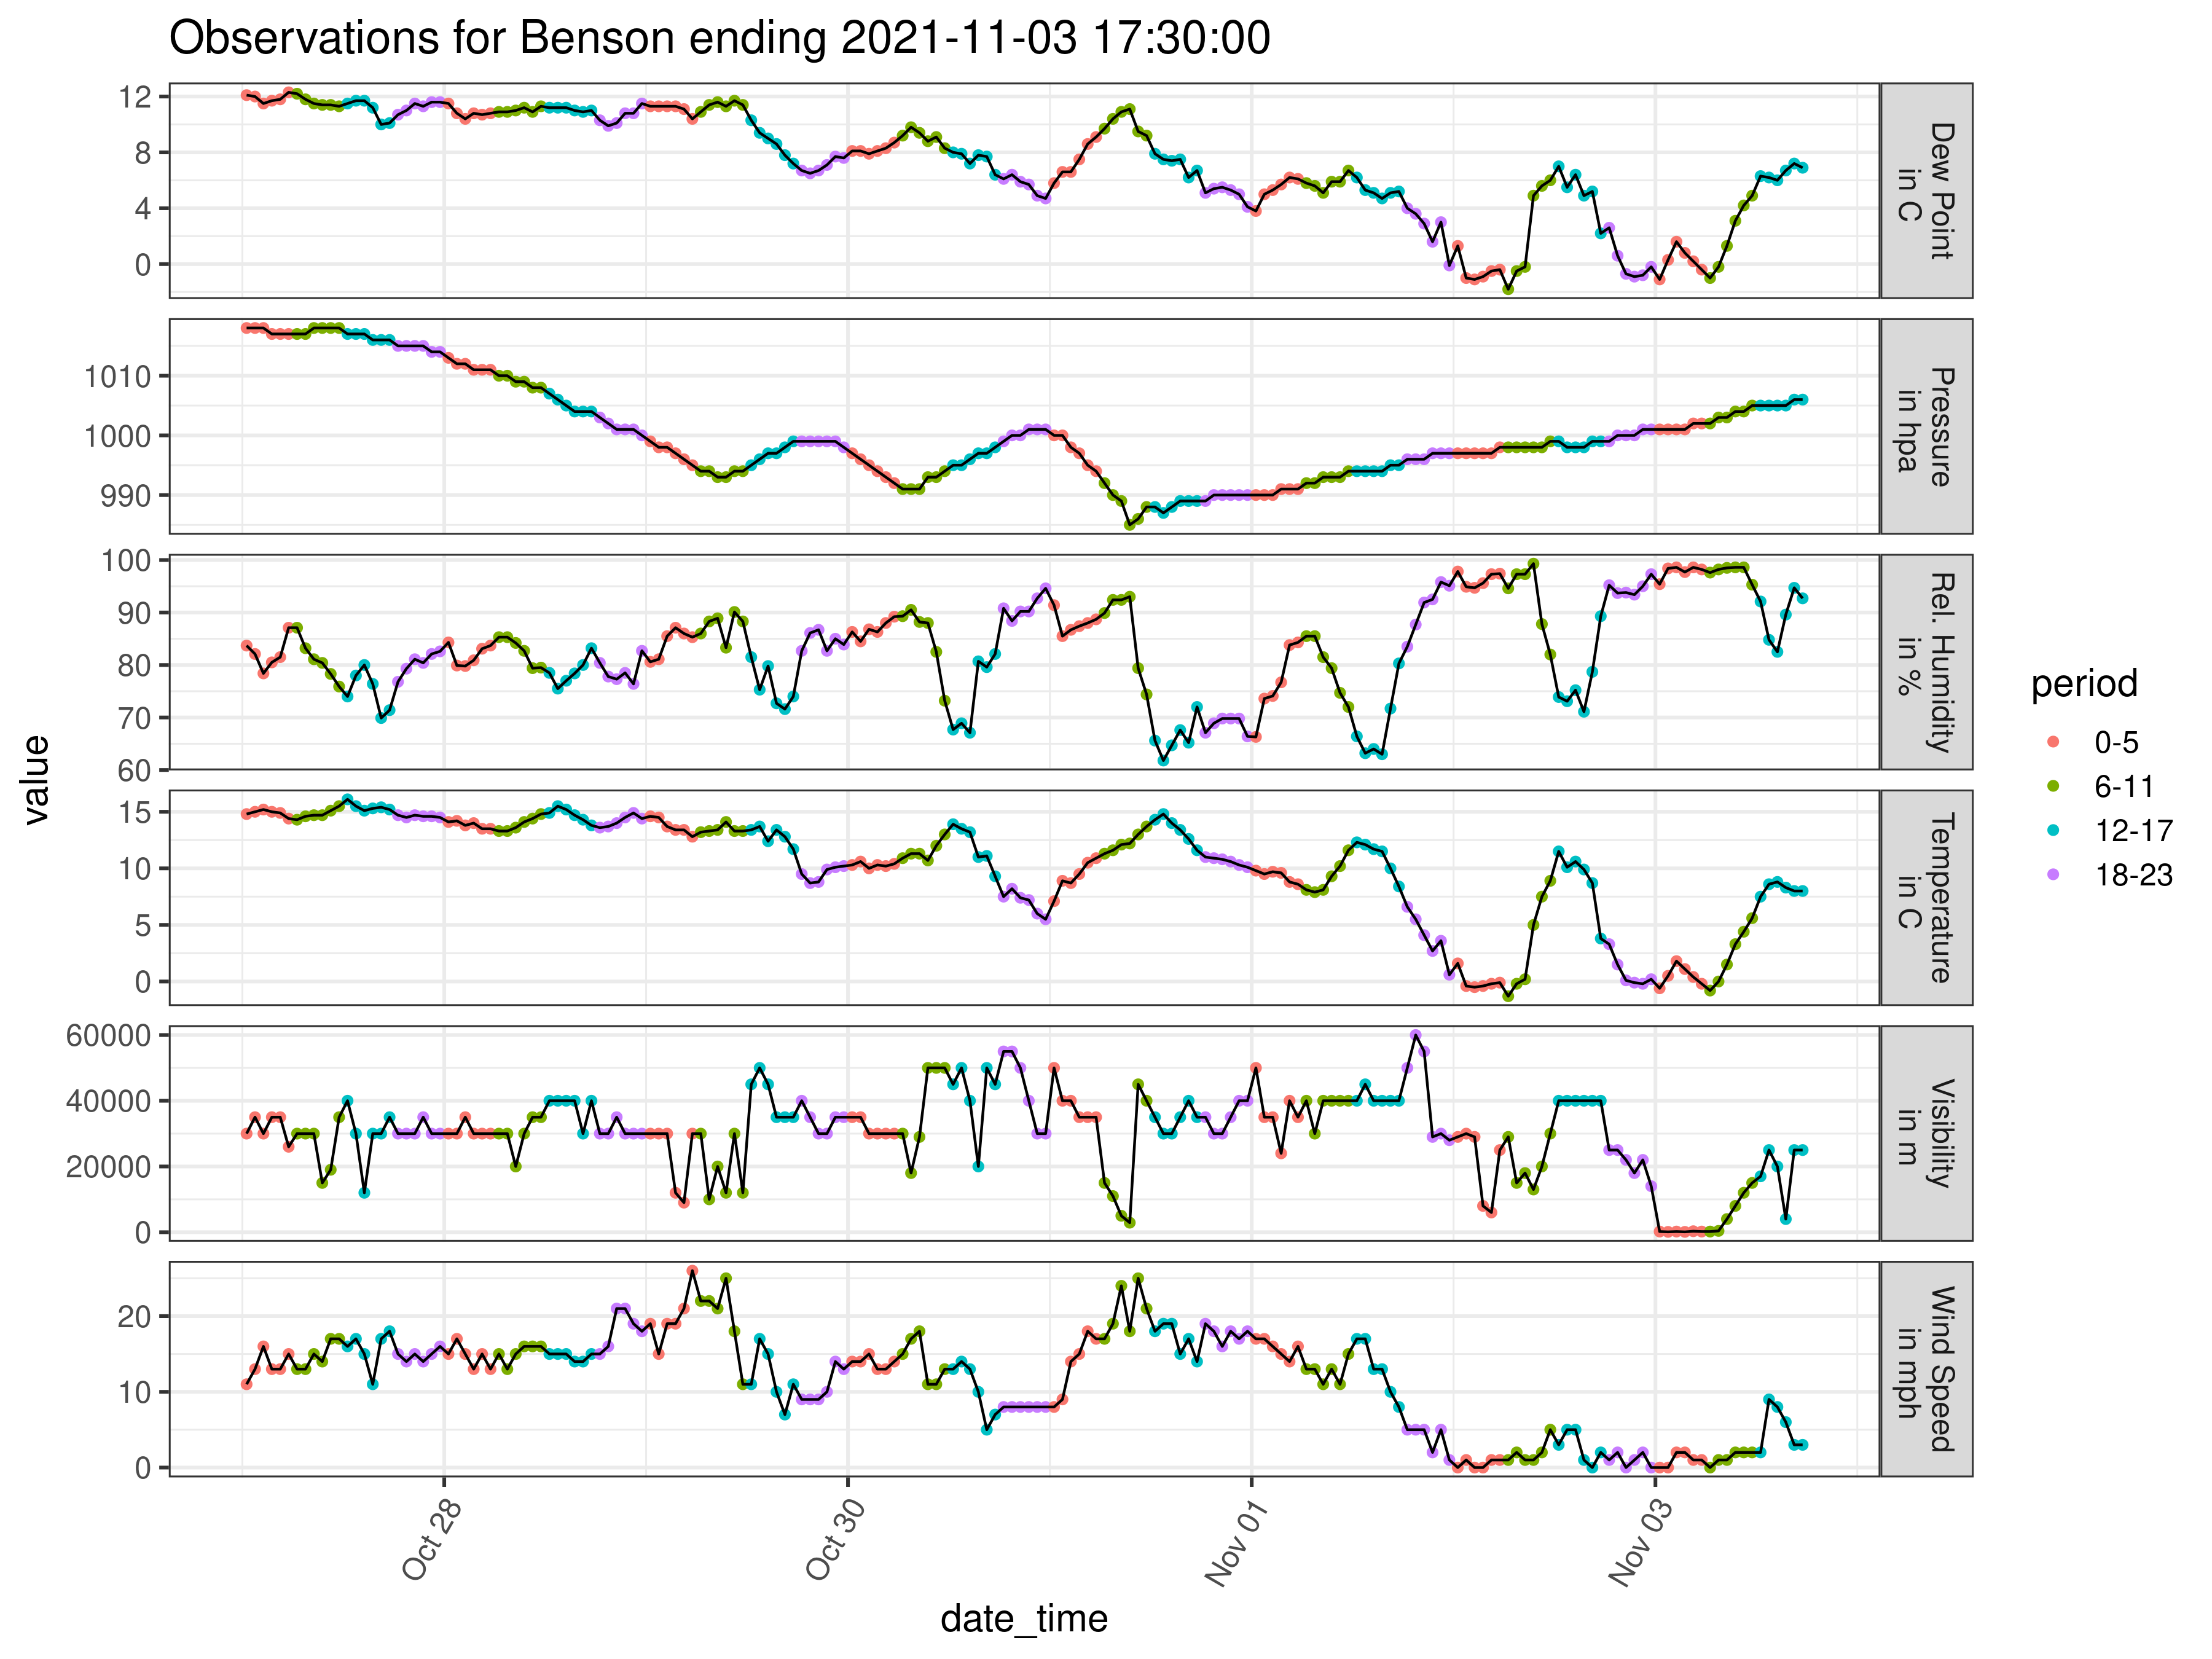 Observations for Benson ending 2021-11-03 17:30:00
value
12
8
4
0
Dew Point
in C
1010
1000
990
Pressure
in hpa
100
90
80
70
60
Rel. Humidity
in %
15
10
5
0
Temperature
in C
60000
40000
20000
0
Visibility
in m
20
10
0
Wind Speed
in mph
Oct 28
Oct 30
Nov 01
Nov 03
date_time
period
0-5
6-11
12-17
18-23